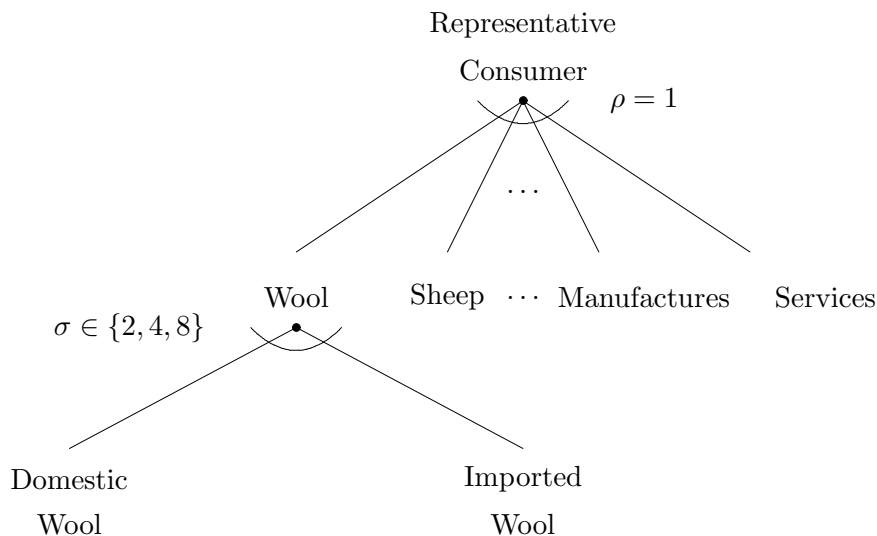 Representative
Consumer
ρ = 1
···
Wool
Sheep ··· Manufactures Services
σ ∈ {2, 4, 8}
Domestic
Wool
Imported
Wool